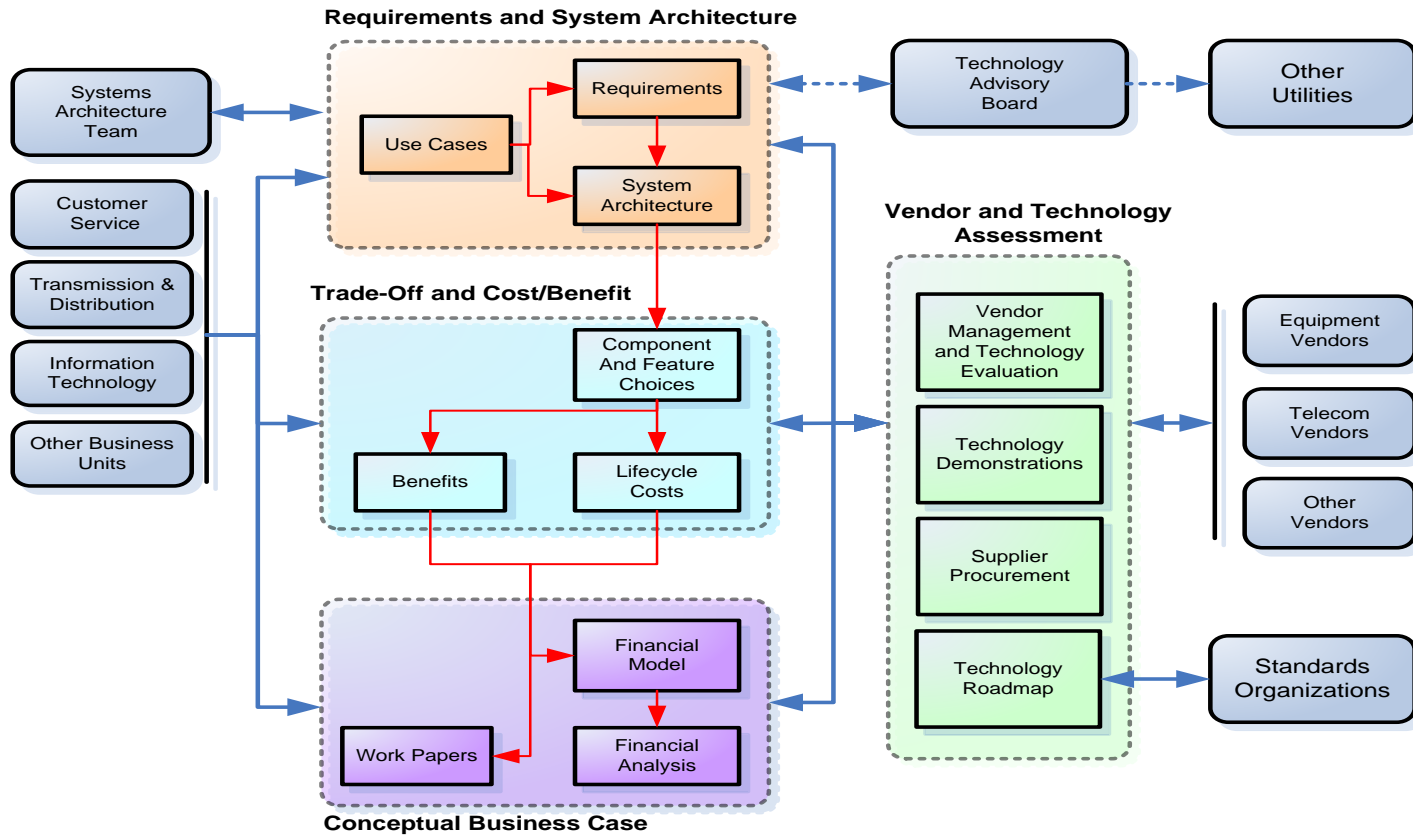 Requirements and System Architecture
Systems
Architecture
Team
Customer
Service
Transmission &
Distribution
Information
Technology
Other Business
Units
Use Cases
Requirements
System
Architecture
Technology
Advisory
Board
Other
Utilities
Trade-Off and Cost/Benefit
Component
And Feature
Choices
Benefits
Lifecycle
Costs
Financial
Model
Work Papers
Financial
Analysis
Conceptual Business Case
Vendor and Technology
Assessment
Vendor
Management
and Technology
Evaluation
Technology
Demonstrations
Supplier
Procurement
Technology
Roadmap
Equipment
Vendors
Telecom
Vendors
Other
Vendors
Standards
Organizations